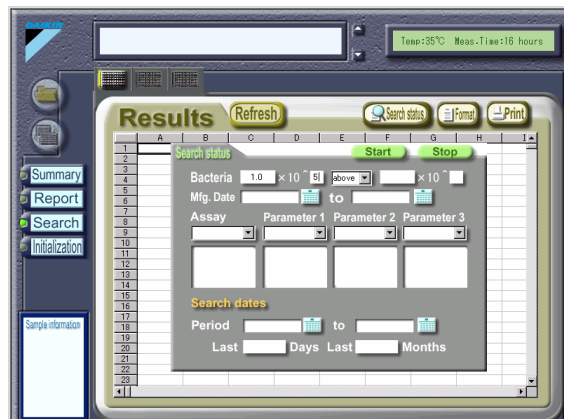 DAIKIN
Temp:35℃ Meas.Time:16 hours
Results Refresh Search status Format Print
A B C D E F G H I
1
2
3
4
5
6
7
8
9
10
11
12
13
14
15
16
17
18
19
20
21
22
23
Search status Start Stop
Bacteria 1.0 ×10 ^ 5 above ×10 ^
Mfg. Date to
Assay Parameter 1 Parameter 2 Parameter 3
Search dates
Period to
Last Days Last Months
Summary
Report
Search
Initialization
Sample information